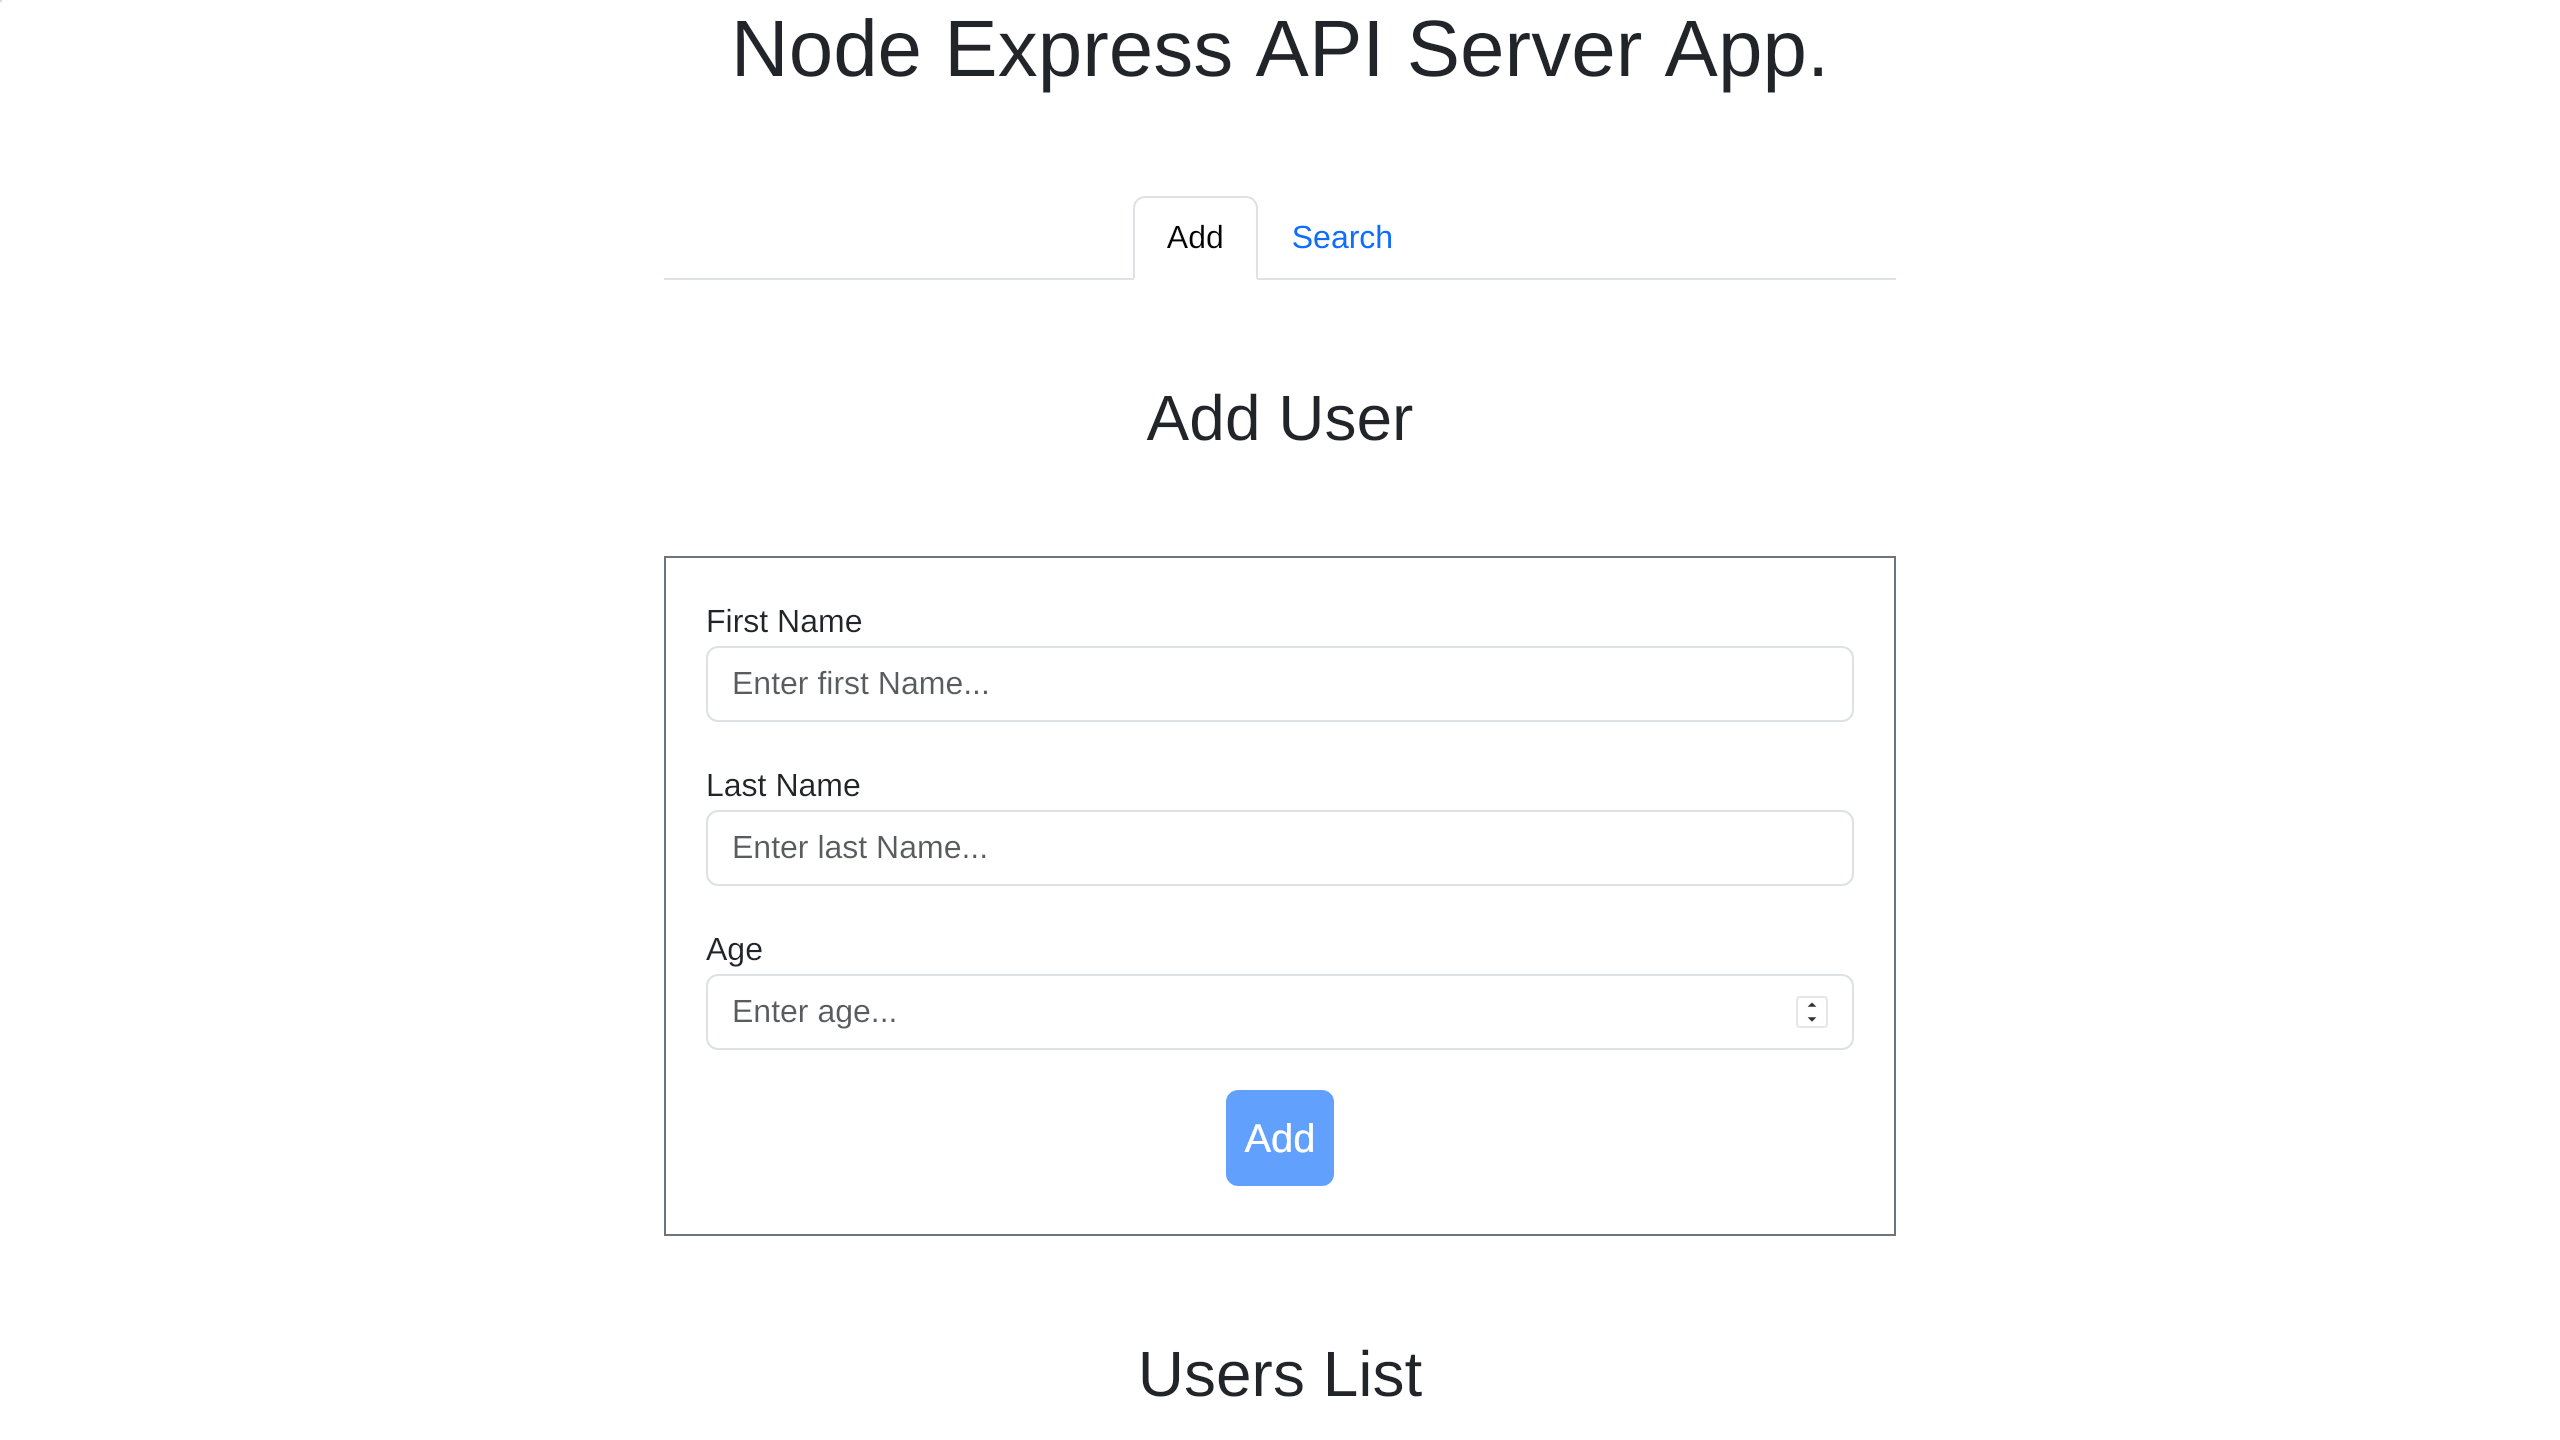 Node Express API Server App.
Add Search
Add User
First Name
Enter first Name...
Last Name
Enter last Name...
Age
Enter age...
Add
Users List